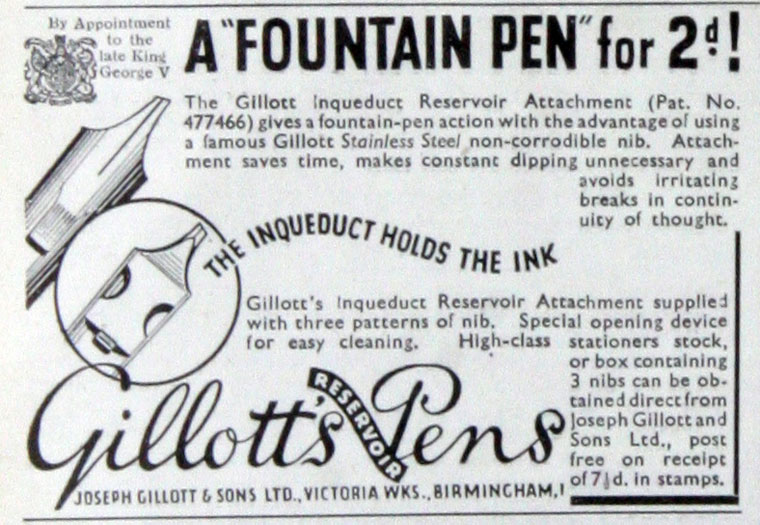 By Appointment
to the
late King
George V
A "FOUNTAIN PEN" for 2d!
The Gillott Inqueduct Reservoir Attachment (Pat. No.
477466) gives a fountain-pen action with the advantage of using
a famous Gillott Stainless Steel non-corrodible nib. Attach-
ment saves time, makes constant dipping unnecessary and
avoids irritating
breaks in contin-
uity of thought.
THE INQUEDUCT HOLDS THE INK
Gillott's Inqueduct Reservoir Attachment supplied
with three patterns of nib. Special opening device
for easy cleaning. High-class stationers stock,
or box containing
3 nibs can be ob-
tained direct from
Joseph Gillott and
Sons Ltd., post
free on receipt
of 7½d. in stamps.
Gillott's RESERVOIR Pens
JOSEPH GILLOTT & SONS LTD., VICTORIA WKS., BIRMINGHAM, 1